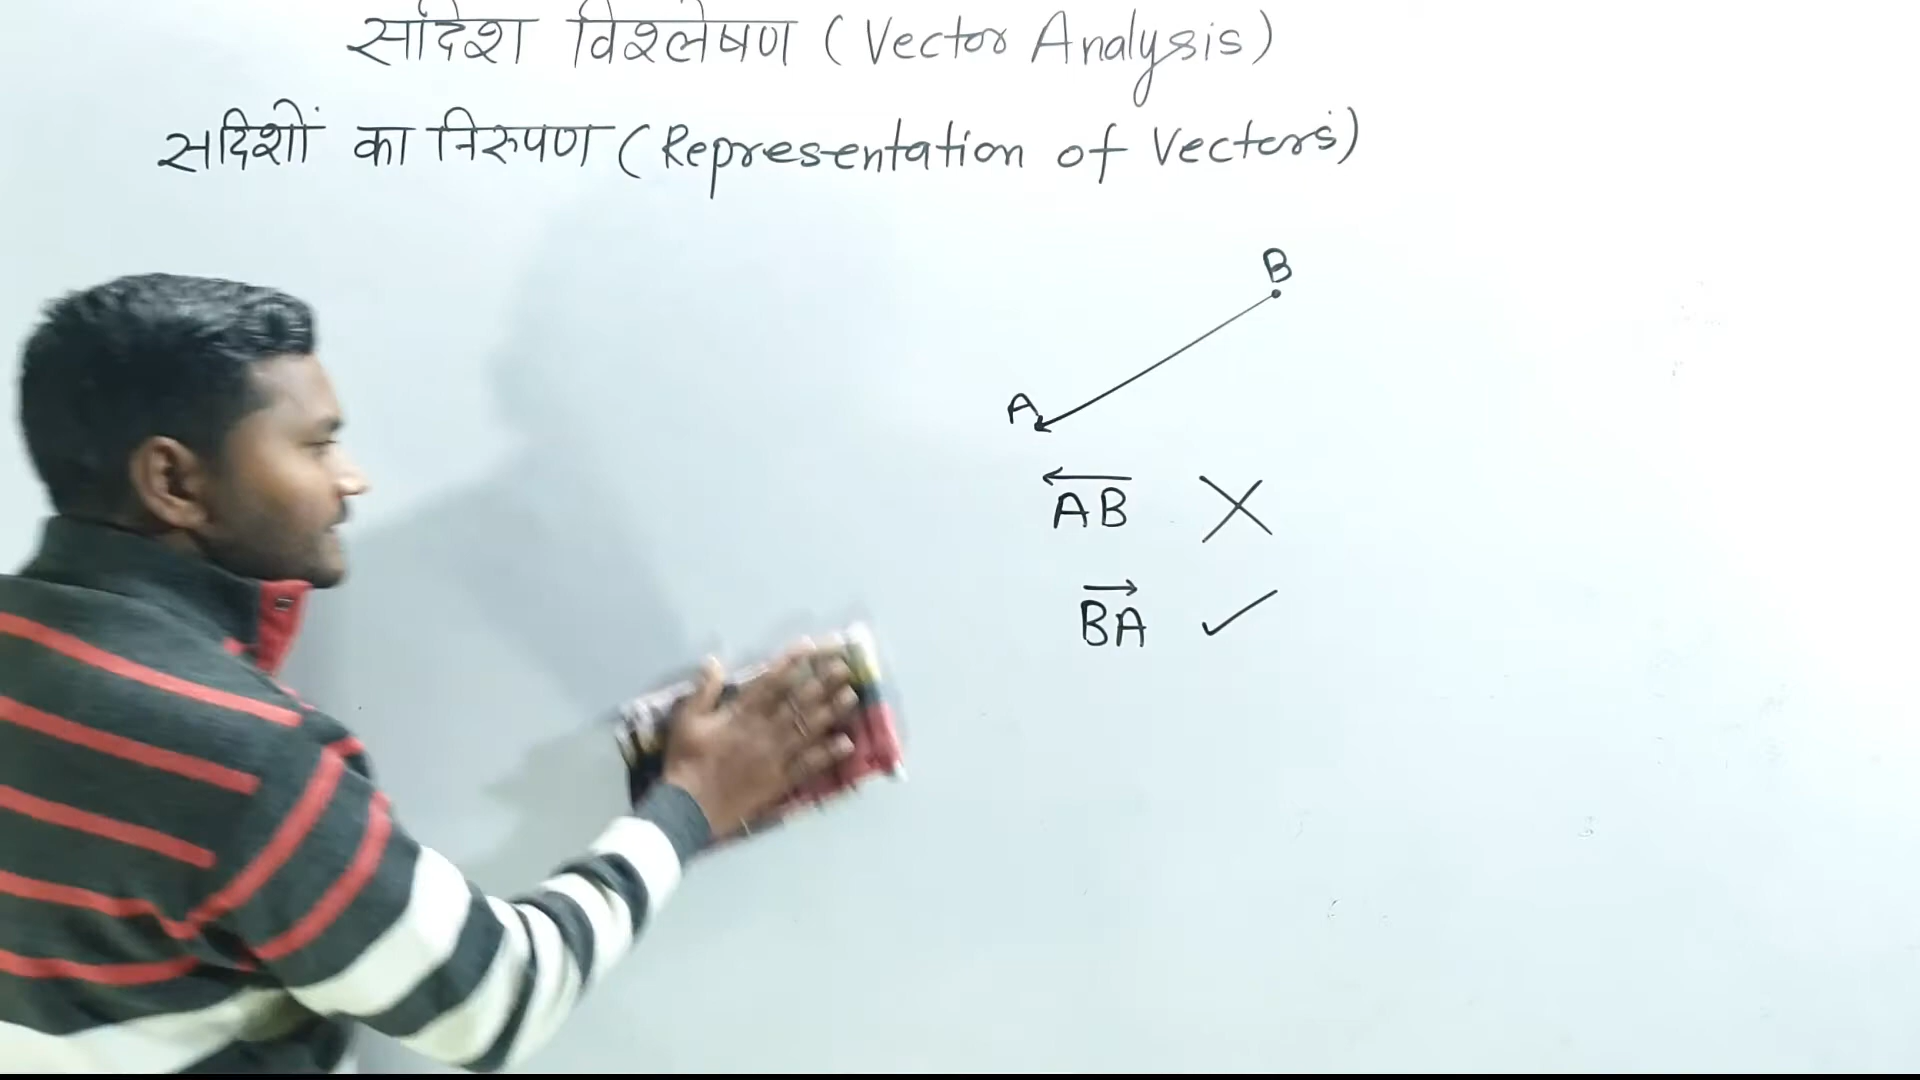 सदिश विश्लेषण (Vector Analysis)
सदिशों का निरुपण (Representation of Vectors)
B
A
←AB ✗
→BA ✓